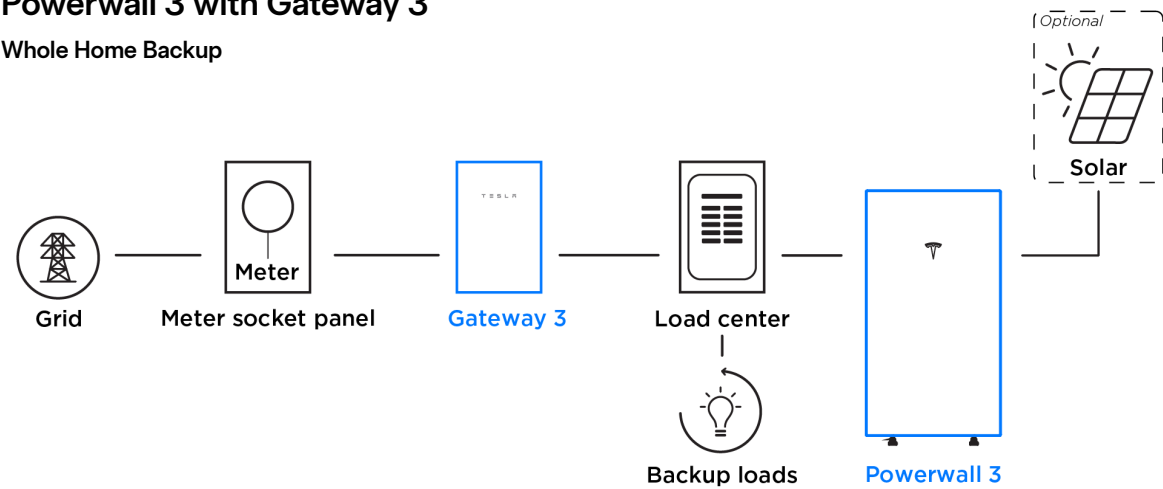 Powerwall 3 with Gateway 3
Whole Home Backup
Optional
Solar
TESLA
Meter
Grid
Meter socket panel
Gateway 3
Load center
Backup loads
Powerwall 3